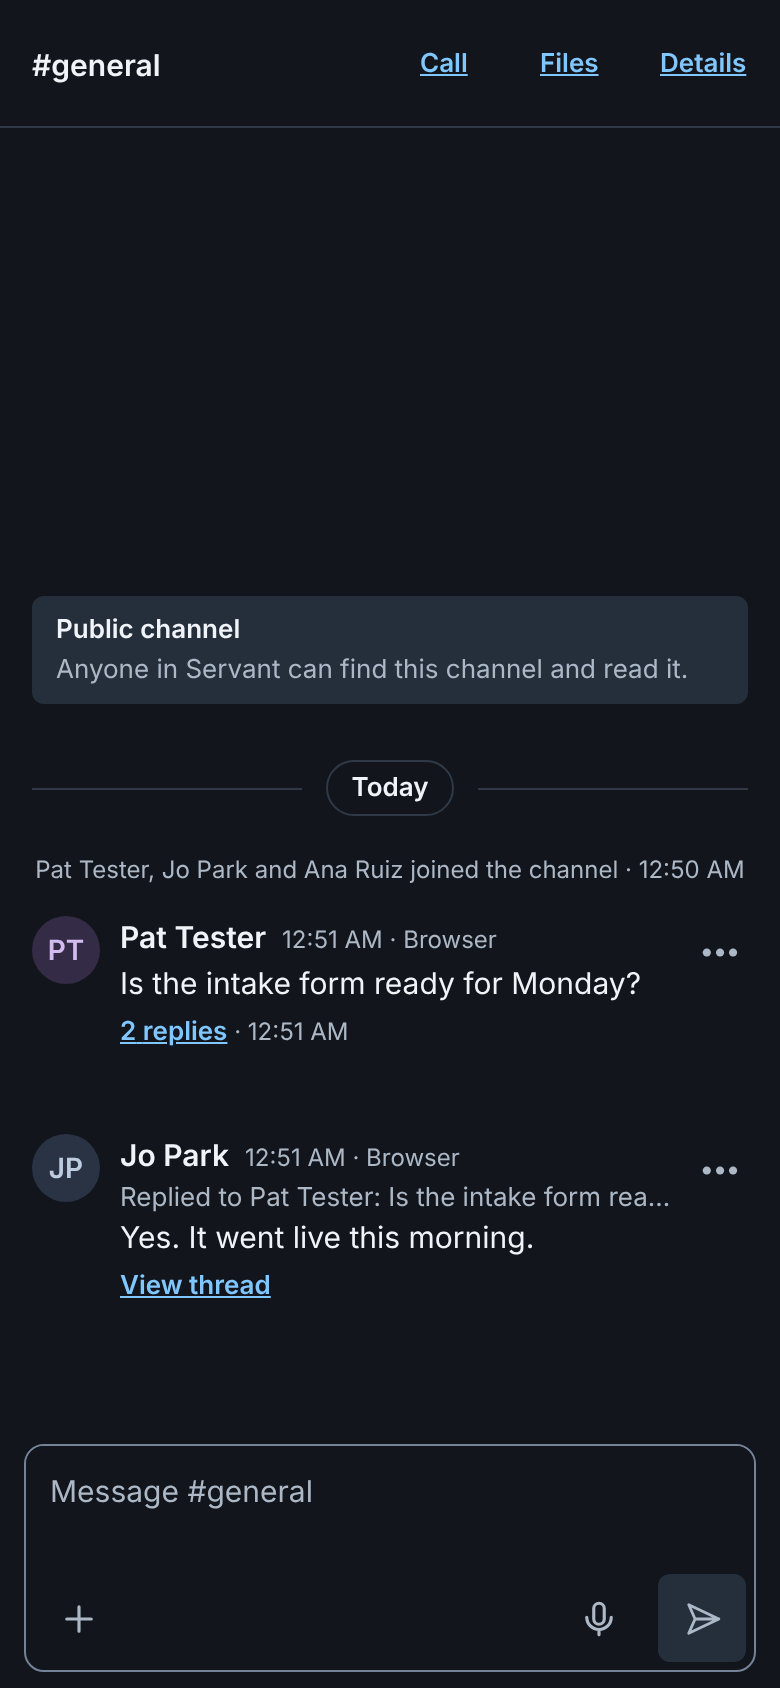 #general
Call
Files
Details
Public channel
Anyone in Servant can find this channel and read it.
Today
Pat Tester, Jo Park and Ana Ruiz joined the channel · 12:50 AM
PT
Pat Tester 12:51 AM · Browser
Is the intake form ready for Monday?
2 replies · 12:51 AM
JP
Jo Park 12:51 AM · Browser
Replied to Pat Tester: Is the intake form rea...
Yes. It went live this morning.
View thread
Message #general